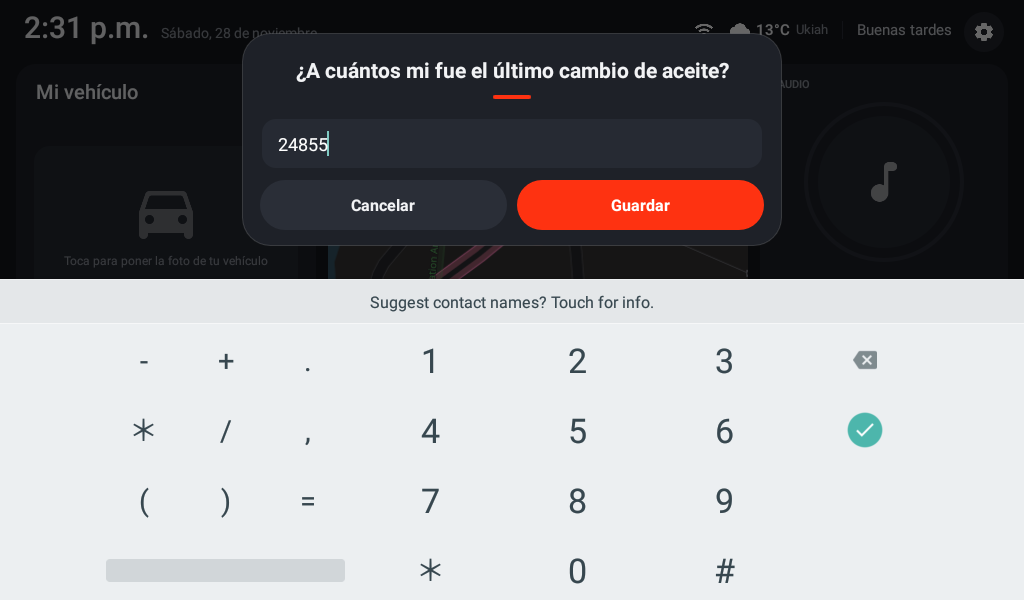 2:31 p.m.
Sábado, 28 de noviembre
13°C Ukiah
Buenas tardes
Mi vehículo
¿A cuántos mi fue el último cambio de aceite?
24855
Cancelar
Guardar
AUDIO
Toca para poner la foto de tu vehículo
Suggest contact names? Touch for info.
- + . 1 2 3
* / , 4 5 6
( ) = 7 8 9
* 0 #